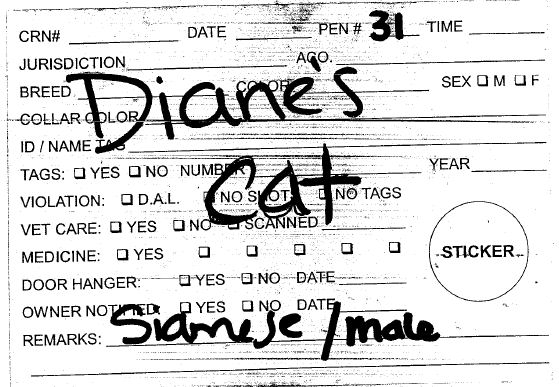 CRN# DATE PEN # 31 TIME
JURISDICTION ACO.
BREED COLOR SEX ☐ M ☐ F
Diane's
COLLAR COLOR
ID / NAME TAG
TAGS: ☐ YES ☐ NO NUMBER YEAR
Cat
VIOLATION: ☐ D.A.L. ☐ NO SHOTS ☐ NO TAGS
VET CARE: ☐ YES ☐ NO ☐ SCANNED
MEDICINE: ☐ YES ☐ ☐ ☐ ☐ ☐
STICKER
DOOR HANGER: ☐ YES ☐ NO DATE
OWNER NOTIFIED: ☐ YES ☐ NO DATE
REMARKS: Siamese / male